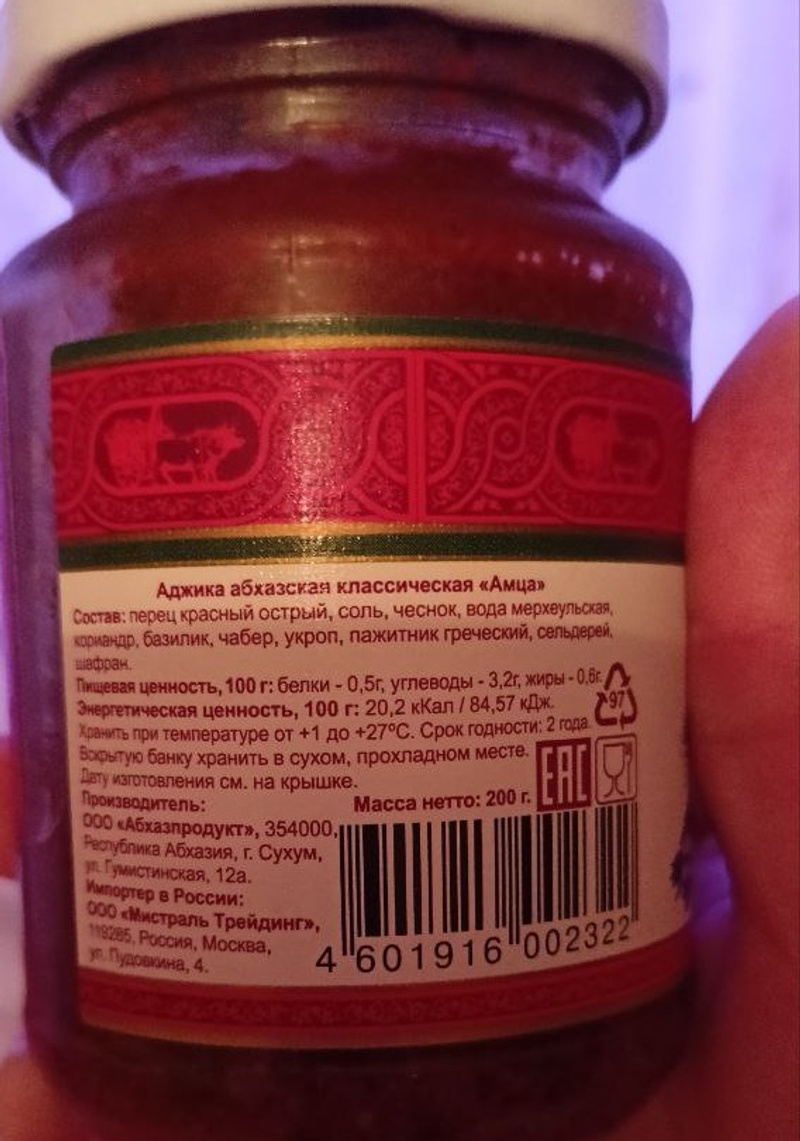 Аджика абхазская классическая «Амца»
Состав: перец красный острый, соль, чеснок, вода мерхеульская,
кориандр, базилик, чабер, укроп, пажитник греческий, сельдерей,
шафран.
Пищевая ценность, 100 г: белки - 0,5г, углеводы - 3,2г, жиры - 0,6г.
Энергетическая ценность, 100 г: 20,2 кКал / 84,57 кДж.
97
Хранить при температуре от +1 до +27ºС. Срок годности: 2 года.
Вскрытую банку хранить в сухом, прохладном месте.
Дату изготовления см. на крышке.
EAC
Производитель:
Масса нетто: 200 г.
ООО «Абхазпродукт», 354000,
Республика Абхазия, г. Сухум,
ул. Гумистинская, 12а.
Импортер в России:
ООО «Мистраль Трейдинг»,
119285, Россия, Москва,
ул. Пудовкина, 4.
4 601916 002322